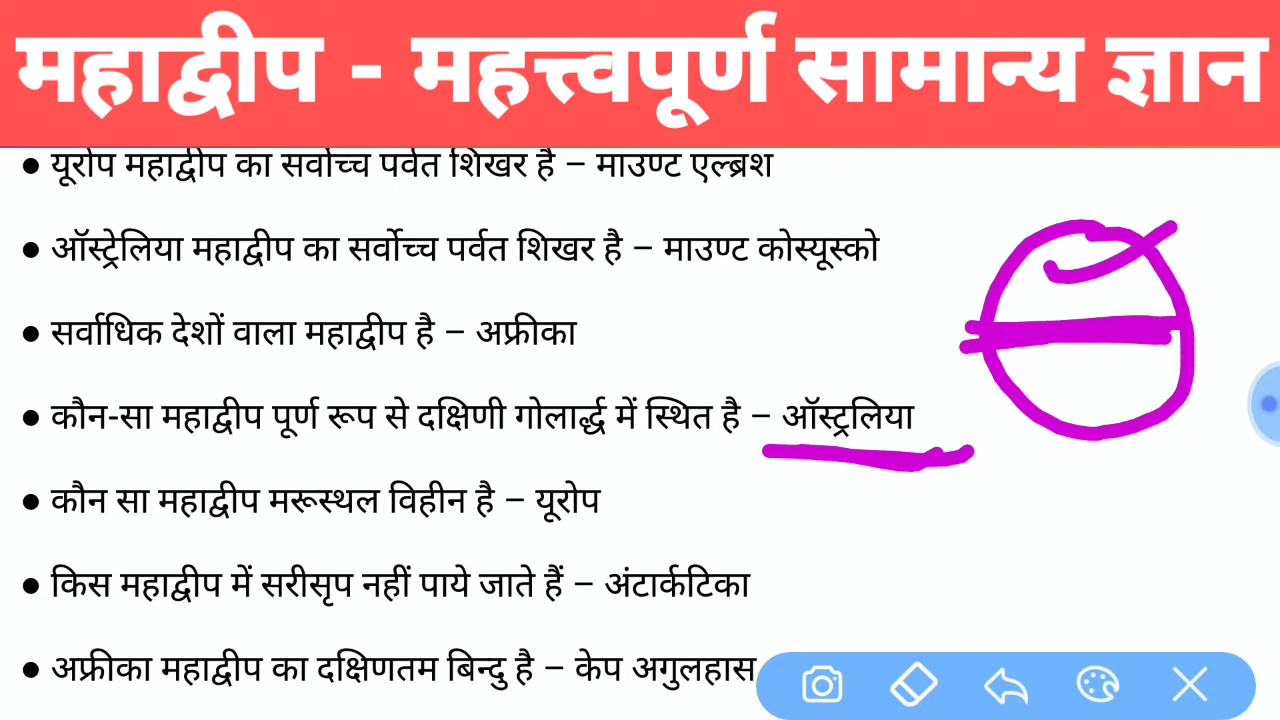 महाद्वीप - महत्त्वपूर्ण सामान्य ज्ञान
● यूरोप महाद्वीप का सर्वोच्च पर्वत शिखर है – माउण्ट एल्ब्रश
● ऑस्ट्रेलिया महाद्वीप का सर्वोच्च पर्वत शिखर है – माउण्ट कोस्यूस्को
● सर्वाधिक देशों वाला महाद्वीप है – अफ्रीका
● कौन-सा महाद्वीप पूर्ण रूप से दक्षिणी गोलार्द्ध में स्थित है – ऑस्ट्रलिया
● कौन सा महाद्वीप मरूस्थल विहीन है – यूरोप
● किस महाद्वीप में सरीसृप नहीं पाये जाते हैं – अंटार्कटिका
● अफ्रीका महाद्वीप का दक्षिणतम बिन्दु है – केप अगुलहास